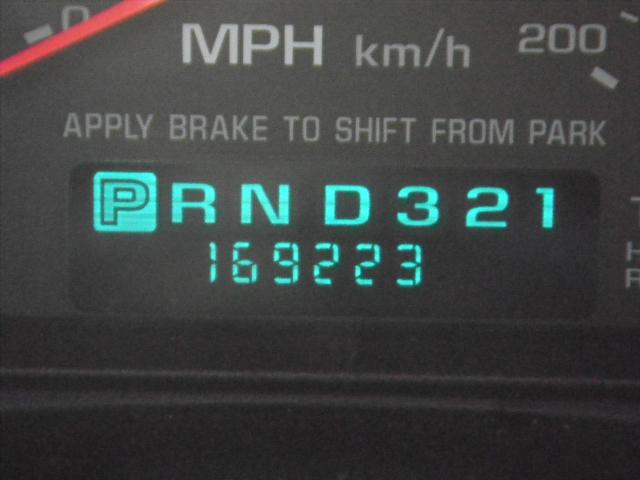 0
MPH km/h 200
APPLY BRAKE TO SHIFT FROM PARK
P R N D 3 2 1
169223
H
R